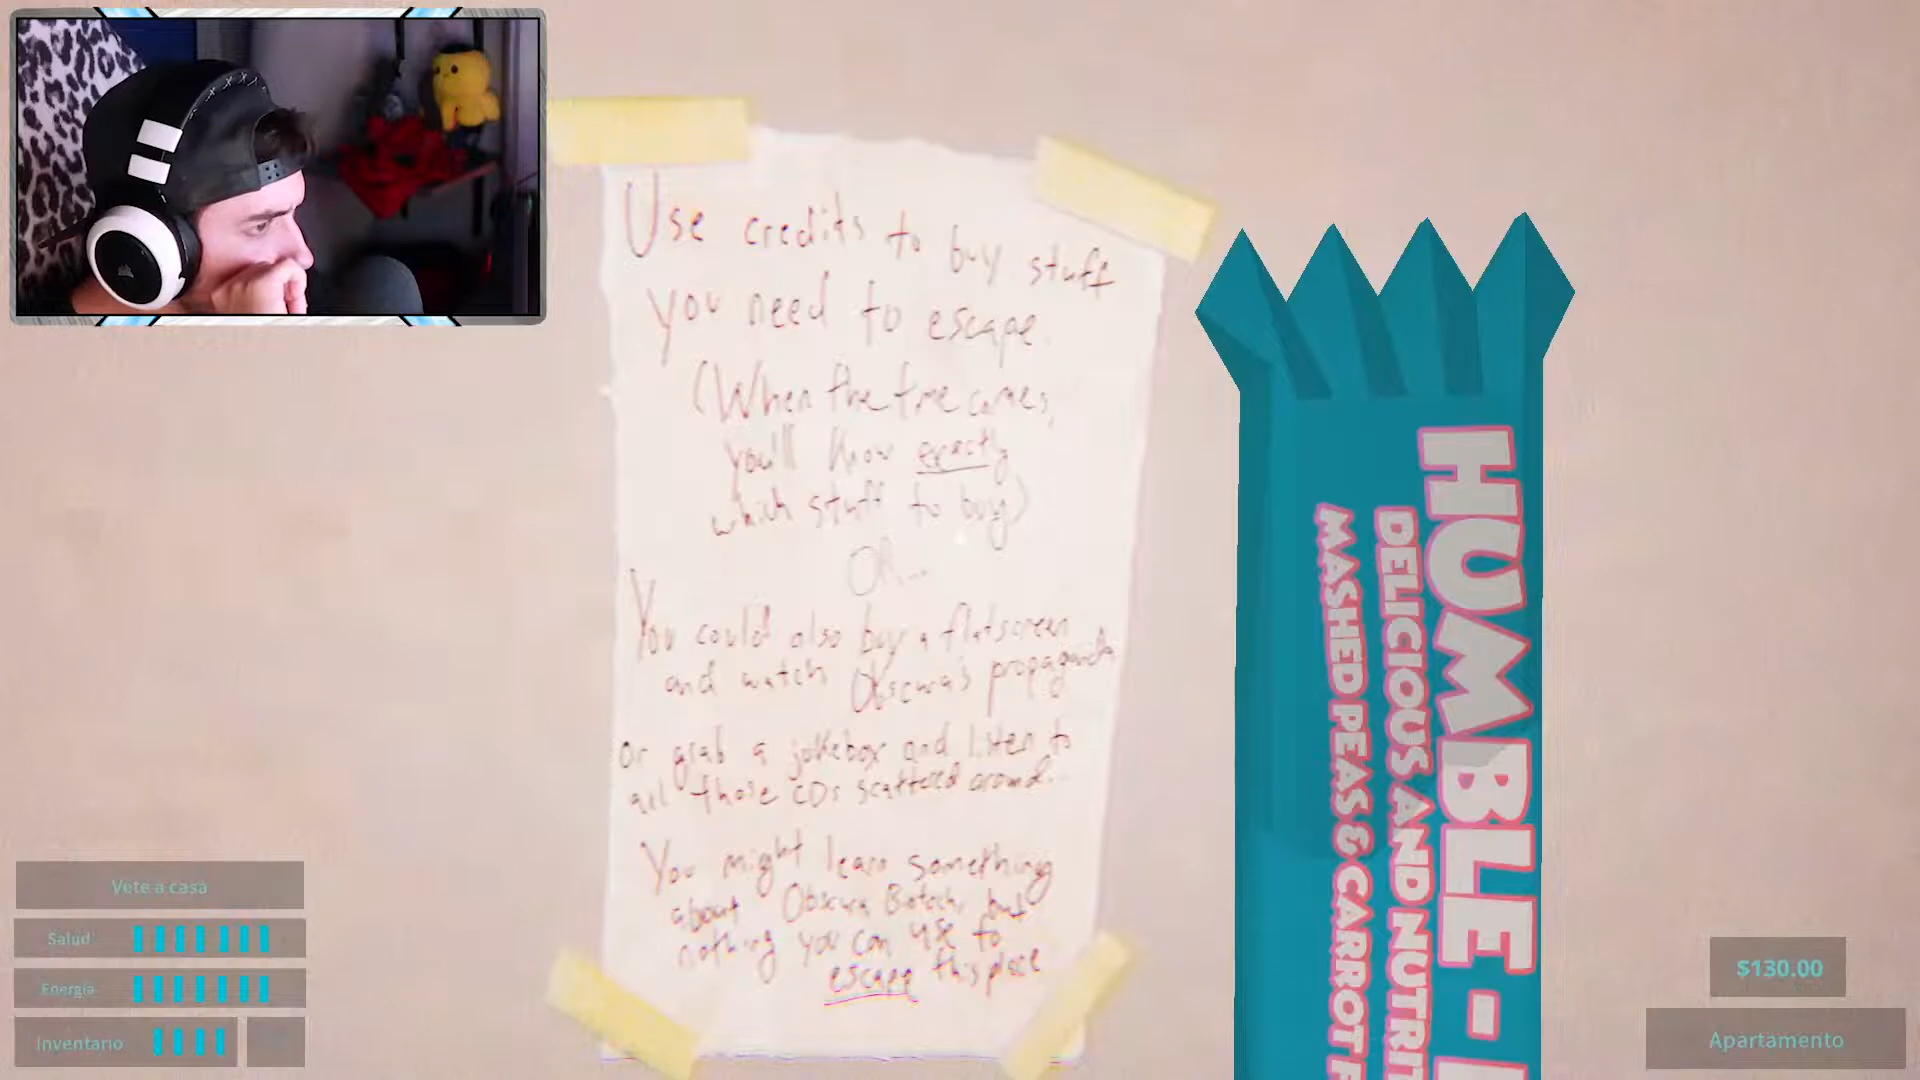 Use credits to buy stuff
you need to escape.
(When the time comes,
you'll know exactly
which stuff to buy)
OR...
You could also buy a flatscreen
and watch Obscura's propaganda
or grab a jokebox and listen to
all those CDs scattered around..
You might learn something
about Obscura Biotech, but
nothing you can use to
escape this place
HUMBLE -
DELICIOUS AND NUTRIT
MASHED PEAS & CARROT
Vete a casa
Salud
Energía
Inventario
$130.00
Apartamento